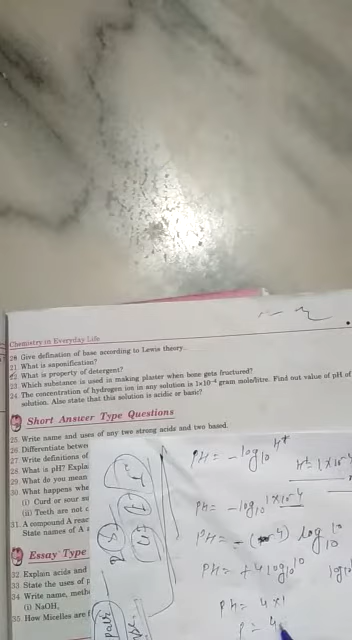 Chemistry in Everyday Life
20. Give defination of base according to Lewis theory.
21. What is saponification?
22. What is property of detergent?
23. Which substance is used in making plaster when bone gets fractured?
24. The concentration of hydrogen ion in any solution is 1×10⁻⁴ gram mole/litre. Find out value of pH of
solution. Also state that this solution is acidic or basic?
Short Answer Type Questions
25. Write name and uses of any two strong acids and two based.
26. Differentiate betwe
27. Write definitions of
28. What is pH? Expla
29. What do you mean
30. What happens whe
(i) Curd or sour su
(ii) Teeth are not c
31. A compound A reac
State names of A
Essay Type
32. Explain acids and
33. State the uses of p
34. Write name, metho
(i) NaOH,
35. How Micelles are f
PH = -log10 H+
H+ 1×10-4
PH = -log10 1×10-4
PH = -(-4) log10 10
PH = +4 log10 10
PH = 4×1
P = 4